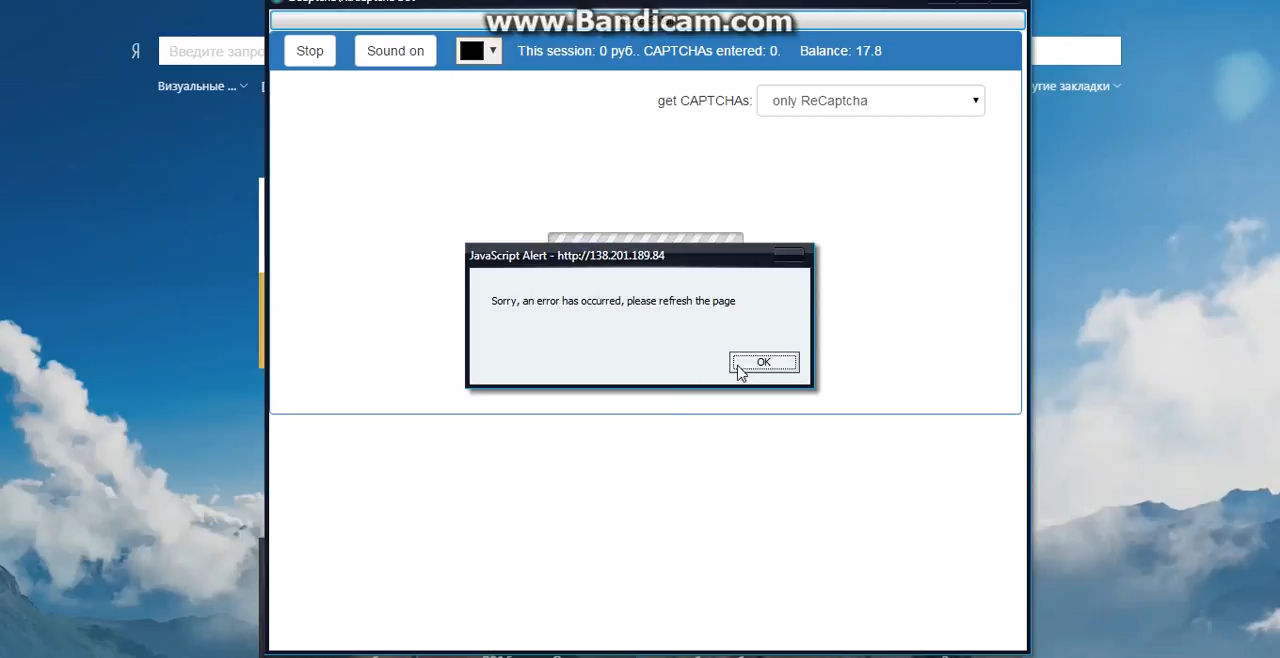 www.Bandicam.com
Я
Введите запро
Визуальные ...
Stop
Sound on
This session: 0 руб.. CAPTCHAs entered: 0.
Balance: 17.8
угие закладки
get CAPTCHAs:
only ReCaptcha
JavaScript Alert - http://138.201.189.84
Sorry, an error has occurred, please refresh the page
OK